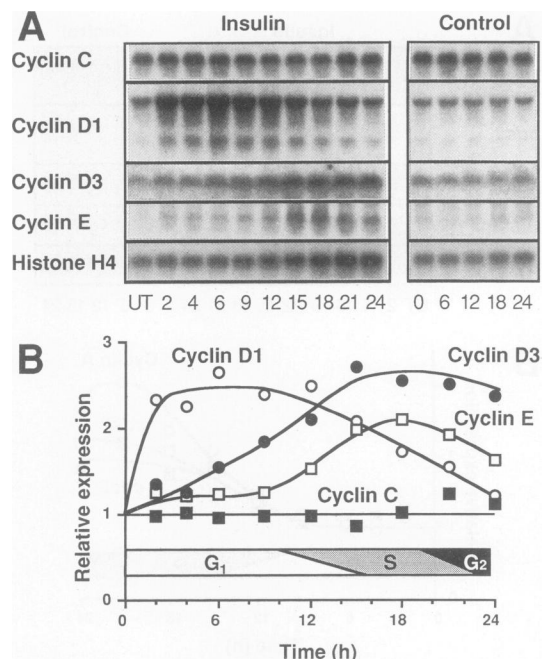 A
Insulin
Control
Cyclin C
Cyclin D1
Cyclin D3
Cyclin E
Histone H4
UT 2 4 6 9 12 15 18 21 24
0 6 12 18 24
B
3
2
1
0
Relative expression
Cyclin D1
Cyclin D3
Cyclin E
Cyclin C
G₁
S
G₂
0 6 12 18 24
Time (h)